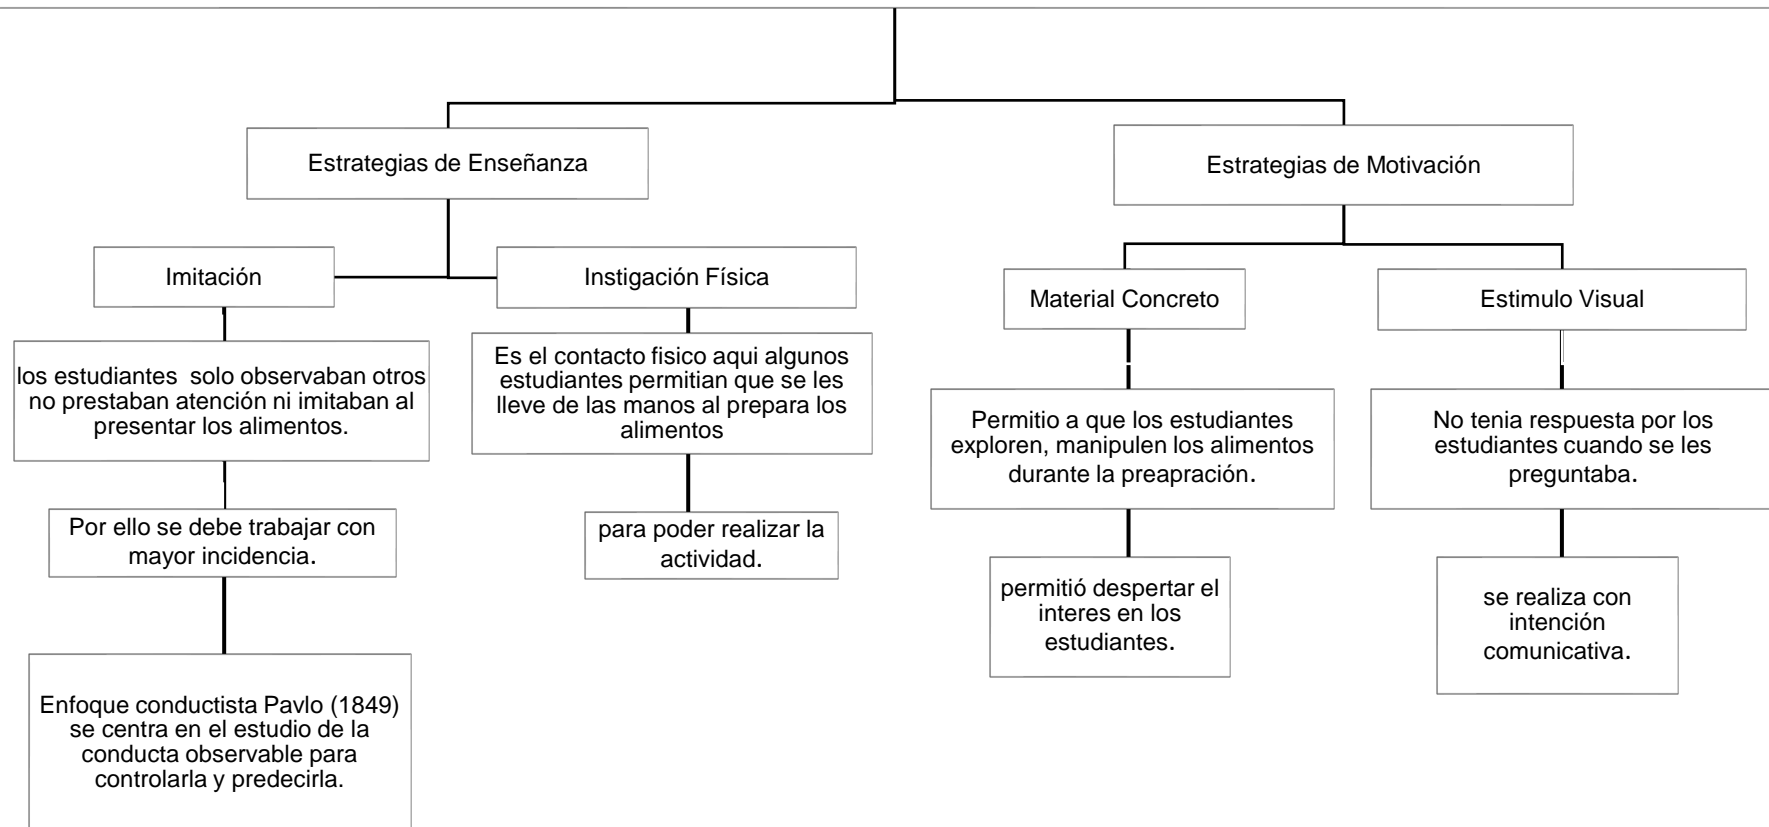 Estrategias de Enseñanza
Estrategias de Motivación
Imitación
Instigación Física
Material Concreto
Estimulo Visual
los estudiantes solo observaban otros
no prestaban atención ni imitaban al
presentar los alimentos.
Es el contacto fisico aqui algunos
estudiantes permitian que se les
lleve de las manos al prepara los
alimentos
Permitio a que los estudiantes
exploren, manipulen los alimentos
durante la preapración.
No tenia respuesta por los
estudiantes cuando se les
preguntaba.
Por ello se debe trabajar con
mayor incidencia.
para poder realizar la
actividad.
permitió despertar el
interes en los
estudiantes.
se realiza con
intención
comunicativa.
Enfoque conductista Pavlo (1849)
se centra en el estudio de la
conducta observable para
controlarla y predecirla.